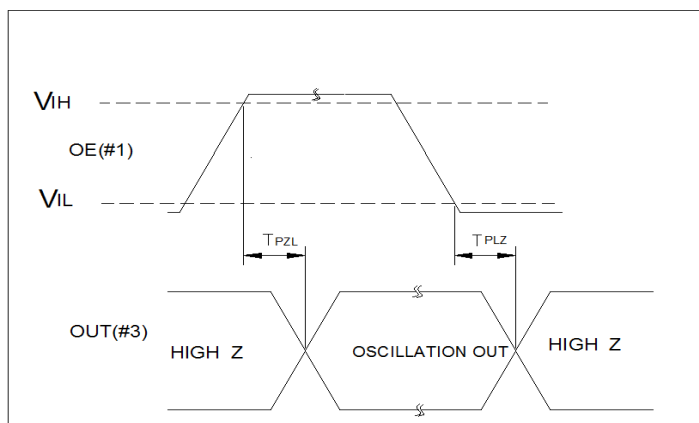 VIH
OE(#1)
VIL
TPZL
TPLZ
OUT(#3)
HIGH Z
OSCILLATION OUT
HIGH Z